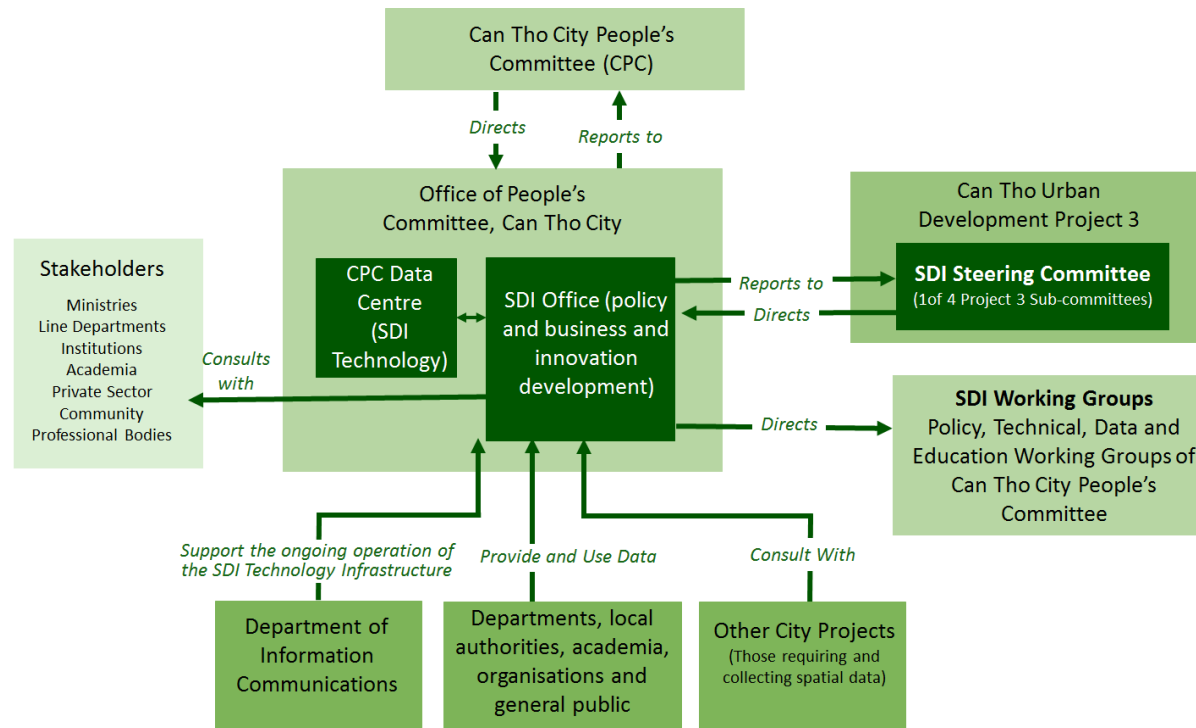 Can Tho City People's
Committee (CPC)
Directs
Reports to
Office of People's
Committee, Can Tho City
CPC Data
Centre
(SDI
Technology)
SDI Office (policy
and business and
innovation
development)
Reports to
Directs
Can Tho Urban
Development Project 3
SDI Steering Committee
(1of 4 Project 3 Sub-committees)
Stakeholders
Ministries
Line Departments
Institutions
Academia
Private Sector
Community
Professional Bodies
Consults
with
Directs
SDI Working Groups
Policy, Technical, Data and
Education Working Groups of
Can Tho City People's
Committee
Support the ongoing operation of
the SDI Technology Infrastructure
Provide and Use Data
Consult With
Department of
Information
Communications
Departments, local
authorities, academia,
organisations and
general public
Other City Projects
(Those requiring and
collecting spatial data)